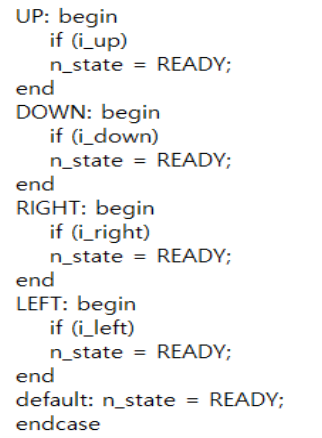 UP: begin
if (i_up)
n_state = READY;
end
DOWN: begin
if (i_down)
n_state = READY;
end
RIGHT: begin
if (i_right)
n_state = READY;
end
LEFT: begin
if (i_left)
n_state = READY;
end
default: n_state = READY;
endcase